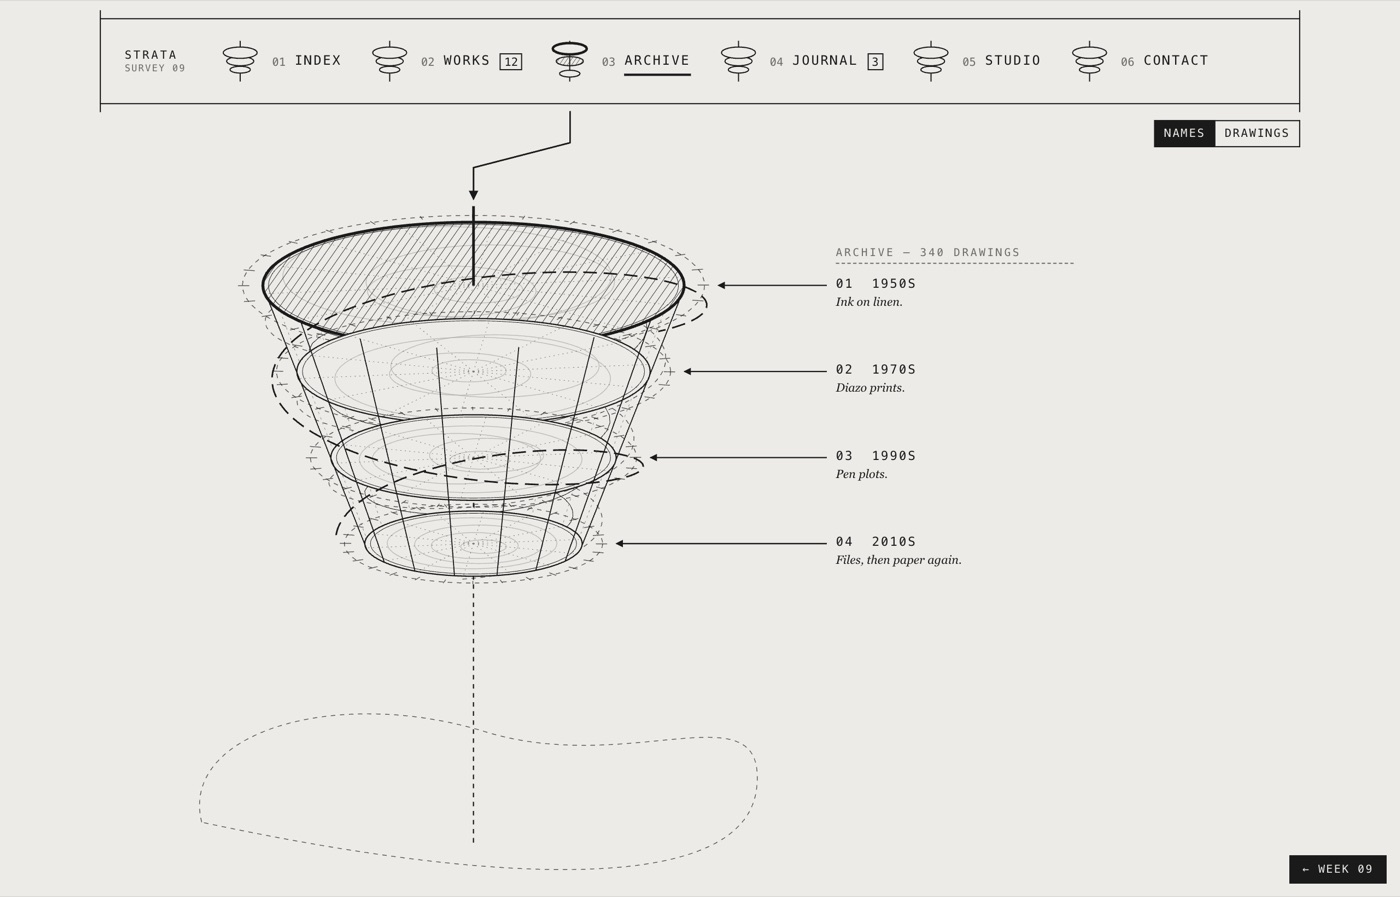 STRATA
SURVEY 09
01 INDEX
02 WORKS 12
03 ARCHIVE
04 JOURNAL 3
05 STUDIO
06 CONTACT
NAMES DRAWINGS
ARCHIVE — 340 DRAWINGS
01 1950S
Ink on linen.
02 1970S
Diazo prints.
03 1990S
Pen plots.
04 2010S
Files, then paper again.
← WEEK 09